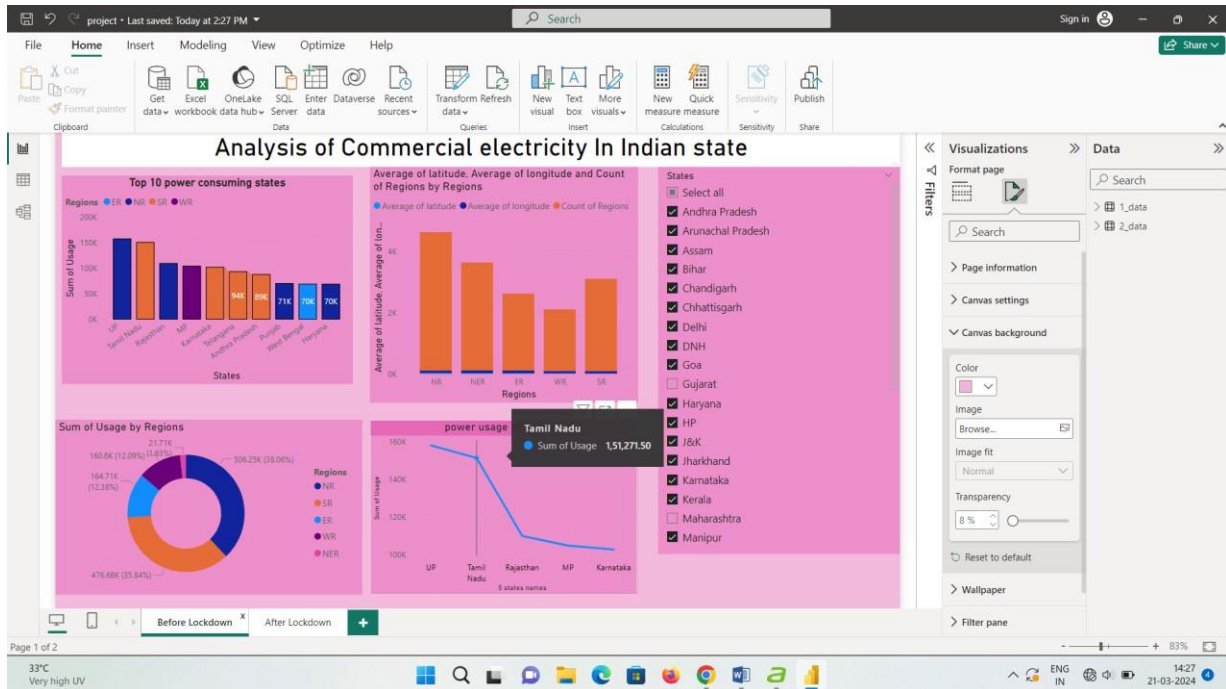 project • Last saved: Today at 2:27 PM
Search
Sign in
File Home Insert Modeling View Optimize Help
Share
Paste
Cut
Copy
Format painter
Clipboard
Get data
Excel workbook
OneLake data hub
SQL Server
Enter data
Dataverse
Recent sources
Data
Transform data
Refresh
Queries
New visual
Text box
More visuals
Insert
New measure
Quick measure
Calculations
Sensitivity
Sensitivity
Publish
Share
Analysis of Commercial electricity In Indian state
Top 10 power consuming states
Regions ER NR SR WR
Sum of Usage
200K
150K
100K
50K
0K
94K 89K 71K 70K 70K
UP Tamil Nadu Rajasthan MP Karnataka Telangana Andhra Pradesh Punjab West Bengal Haryana
States
Average of latitude, Average of longitude and Count
of Regions by Regions
Average of latitude Average of longitude Count of Regions
Average of latitude, Average of lon...
4K
2K
0K
NR NER ER WR SR
Regions
Sum of Usage by Regions
21.71K
160.8K (12.09%)
506.25K (38.06%)
164.71K
(12.38%)
476.68K (35.84%)
Regions
NR
SR
ER
WR
NER
power usage
Sum of Usage
160K
140K
120K
100K
UP Tamil Nadu Rajasthan MP Karnataka
5 states names
Tamil Nadu
Sum of Usage 1,51,271.50
States
Select all
Andhra Pradesh
Arunachal Pradesh
Assam
Bihar
Chandigarh
Chhattisgarh
Delhi
DNH
Goa
Gujarat
Haryana
HP
J&K
Jharkhand
Karnataka
Kerala
Maharashtra
Manipur
Filters
Visualizations
Format page
Search
Page information
Canvas settings
Canvas background
Color
Image
Browse...
Image fit
Normal
Transparency
8 %
Reset to default
Wallpaper
Filter pane
Data
Search
1_data
2_data
Before Lockdown
x
After Lockdown
+
Page 1 of 2
- + 83%
33°C
Very high UV
ENG
IN
14:27
21-03-2024
4